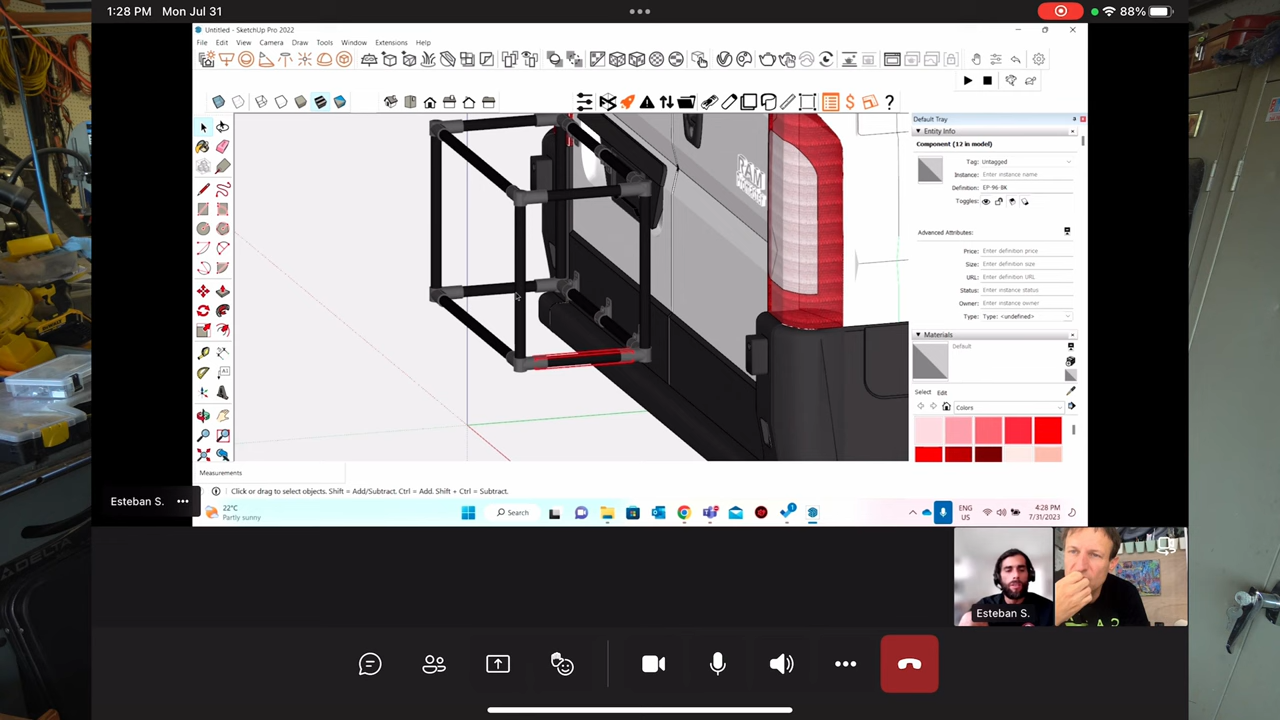 1:28 PM Mon Jul 31
88%
Untitled - SketchUp Pro 2022
File Edit View Camera Draw Tools Window Extensions Help
Default Tray
Entity Info
Component (12 in model)
Tag: Untagged
Instance: Enter instance name
Definition: EP-96-BK
Toggles:
Advanced Attributes:
Price: Enter definition price
Size: Enter definition size
URL: Enter definition URL
Status: Enter instance status
Owner: Enter instance owner
Type: Type: <undefined>
Materials
Default
Select Edit
Colors
RAM
Measurements
Click or drag to select objects. Shift = Add/Subtract. Ctrl = Add. Shift + Ctrl = Subtract.
Esteban S.
22°C
Partly sunny
Search
ENG
US
4:28 PM
7/31/2023
Esteban S.
DELTA